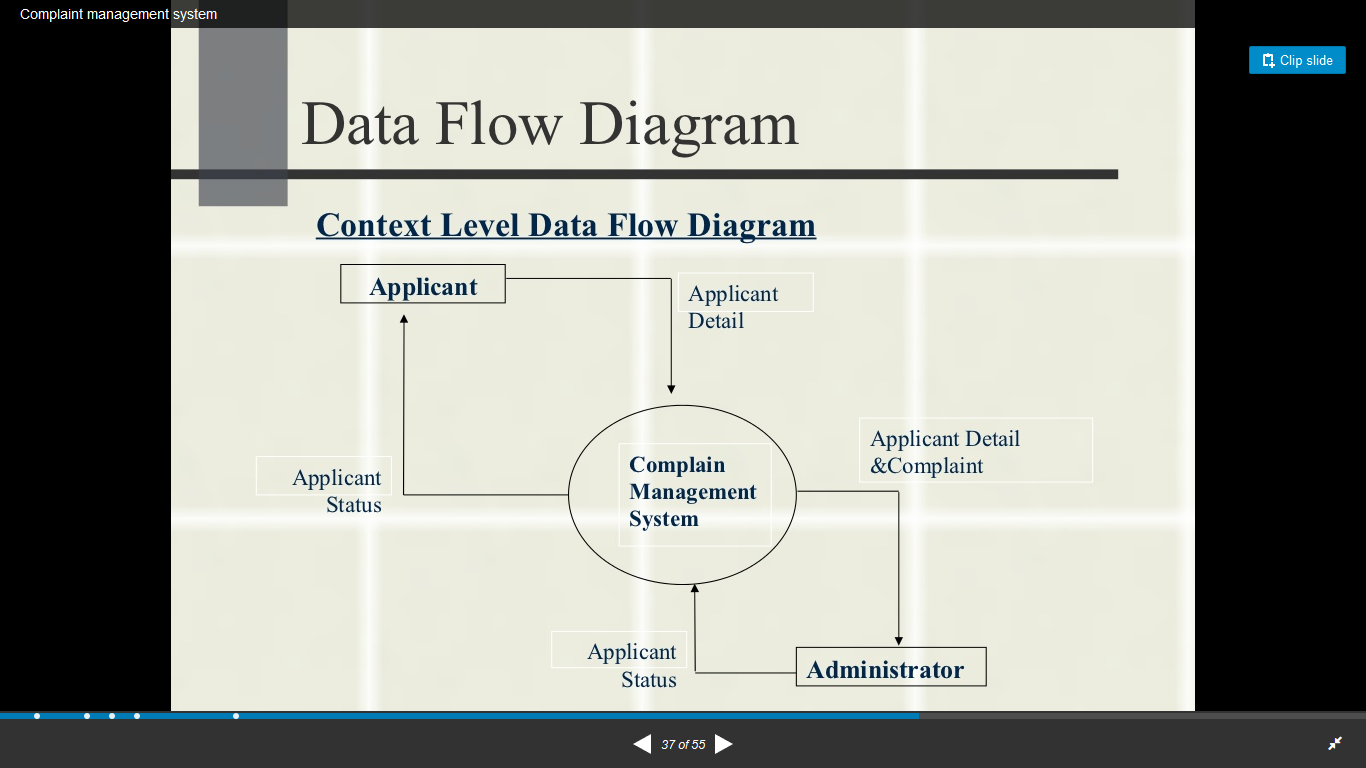 Complaint management system
Clip slide
Data Flow Diagram
Context Level Data Flow Diagram
Applicant
Applicant
Detail
Applicant Detail
&Complaint
Complain
Management
System
Applicant
Status
Applicant
Status
Administrator
37 of 55